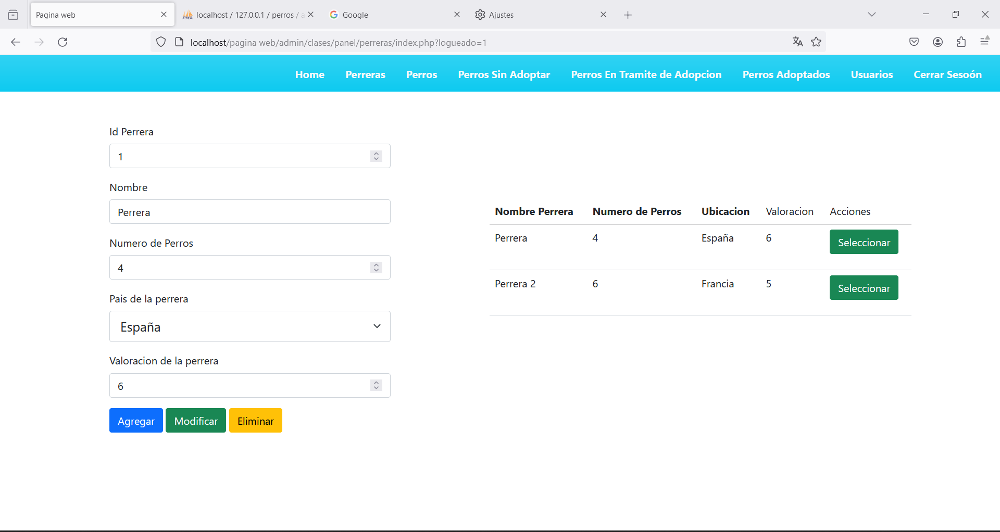 Pagina web
localhost / 127.0.0.1 / perros / a
Google
Ajustes
localhost/pagina web/admin/clases/panel/perreras/index.php?logueado=1
Home Perreras Perros Perros Sin Adoptar Perros En Tramite de Adopcion Perros Adoptados Usuarios Cerrar Sesoón
Id Perrera
1
Nombre
Perrera
Numero de Perros
4
Pais de la perrera
España
Valoracion de la perrera
6
Agregar Modificar Eliminar
Nombre Perrera Numero de Perros Ubicacion Valoracion Acciones
Perrera 4 España 6 Seleccionar
Perrera 2 6 Francia 5 Seleccionar